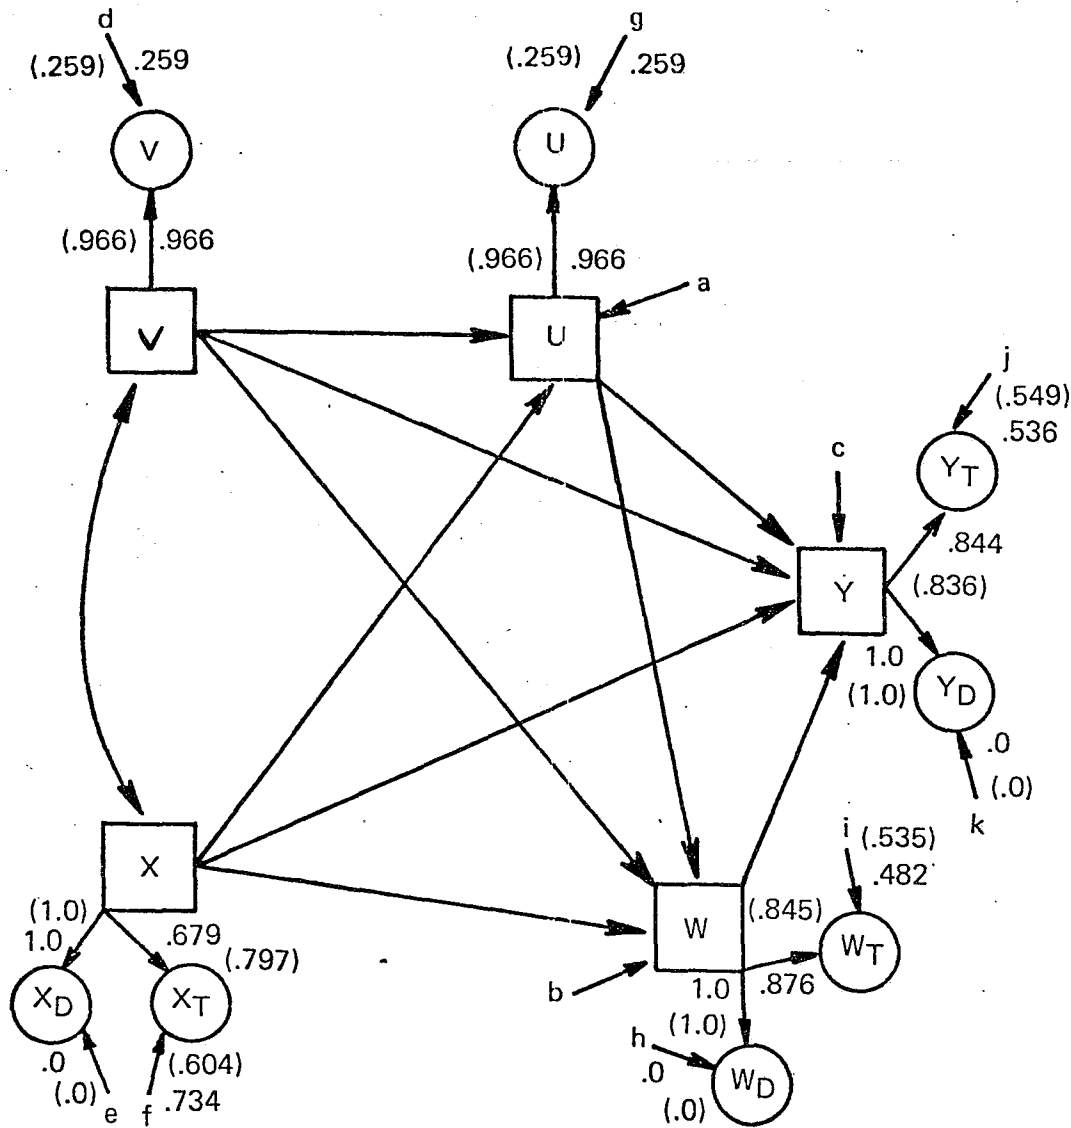 d
g
(.259) .259
(.259) .259
V
U
(.966) .966
(.966) .966
a
V
U
j
(.549)
.536
c
YT
.844
Y
(.836)
1.0
(1.0)
YD
.0
(.0)
k
i
(.535)
.482
X
(1.0)
1.0
.679
(.797)
W
(.845)
WT
XD
XT
b
1.0
.876
(1.0)
h
.0
(.0)
WD
.0
(.0)
e
f
(.604)
.734